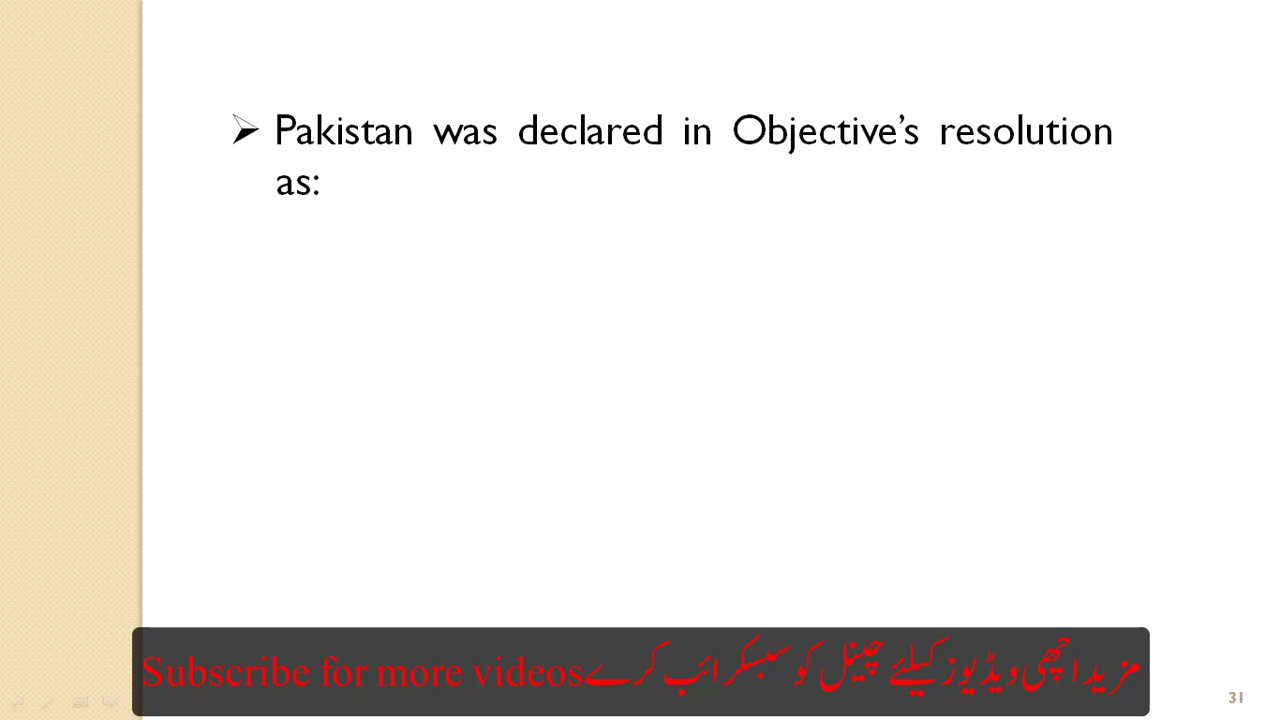 ➢ Pakistan was declared in Objective’s resolution
as:
Subscribe for more videos مزید اچھی ویڈیوز کیلئے چینل کو سبسکرائب کرے
31